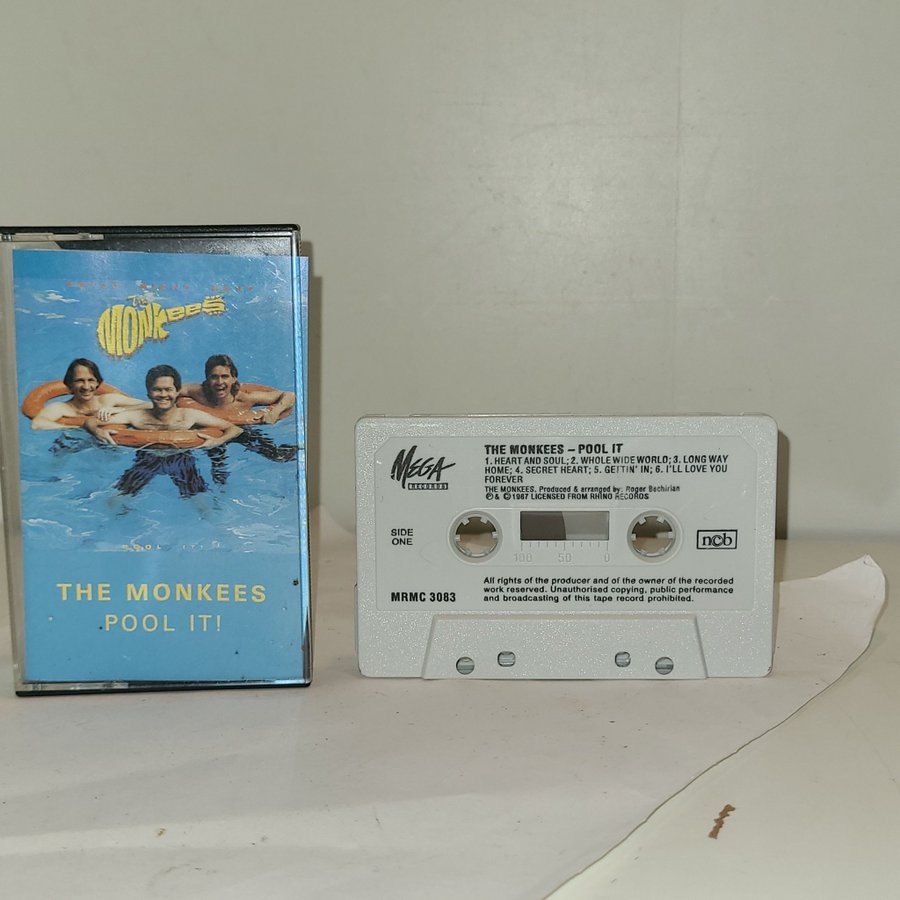 The
MONKEES
POOL IT!
THE MONKEES
POOL IT!
MEGA
RECORDS
THE MONKEES – POOL IT
1. HEART AND SOUL; 2. WHOLE WIDE WORLD; 3. LONG WAY
HOME; 4. SECRET HEART; 5. GETTIN' IN; 6. I'LL LOVE YOU
FOREVER
THE MONKEES. Produced & arranged by: Roger Bechirian
℗ & © 1987 LICENSED FROM RHINO RECORDS
SIDE
ONE
100 50 0
ncb
MRMC 3083
All rights of the producer and of the owner of the recorded
work reserved. Unauthorised copying, public performance
and broadcasting of this tape record prohibited.